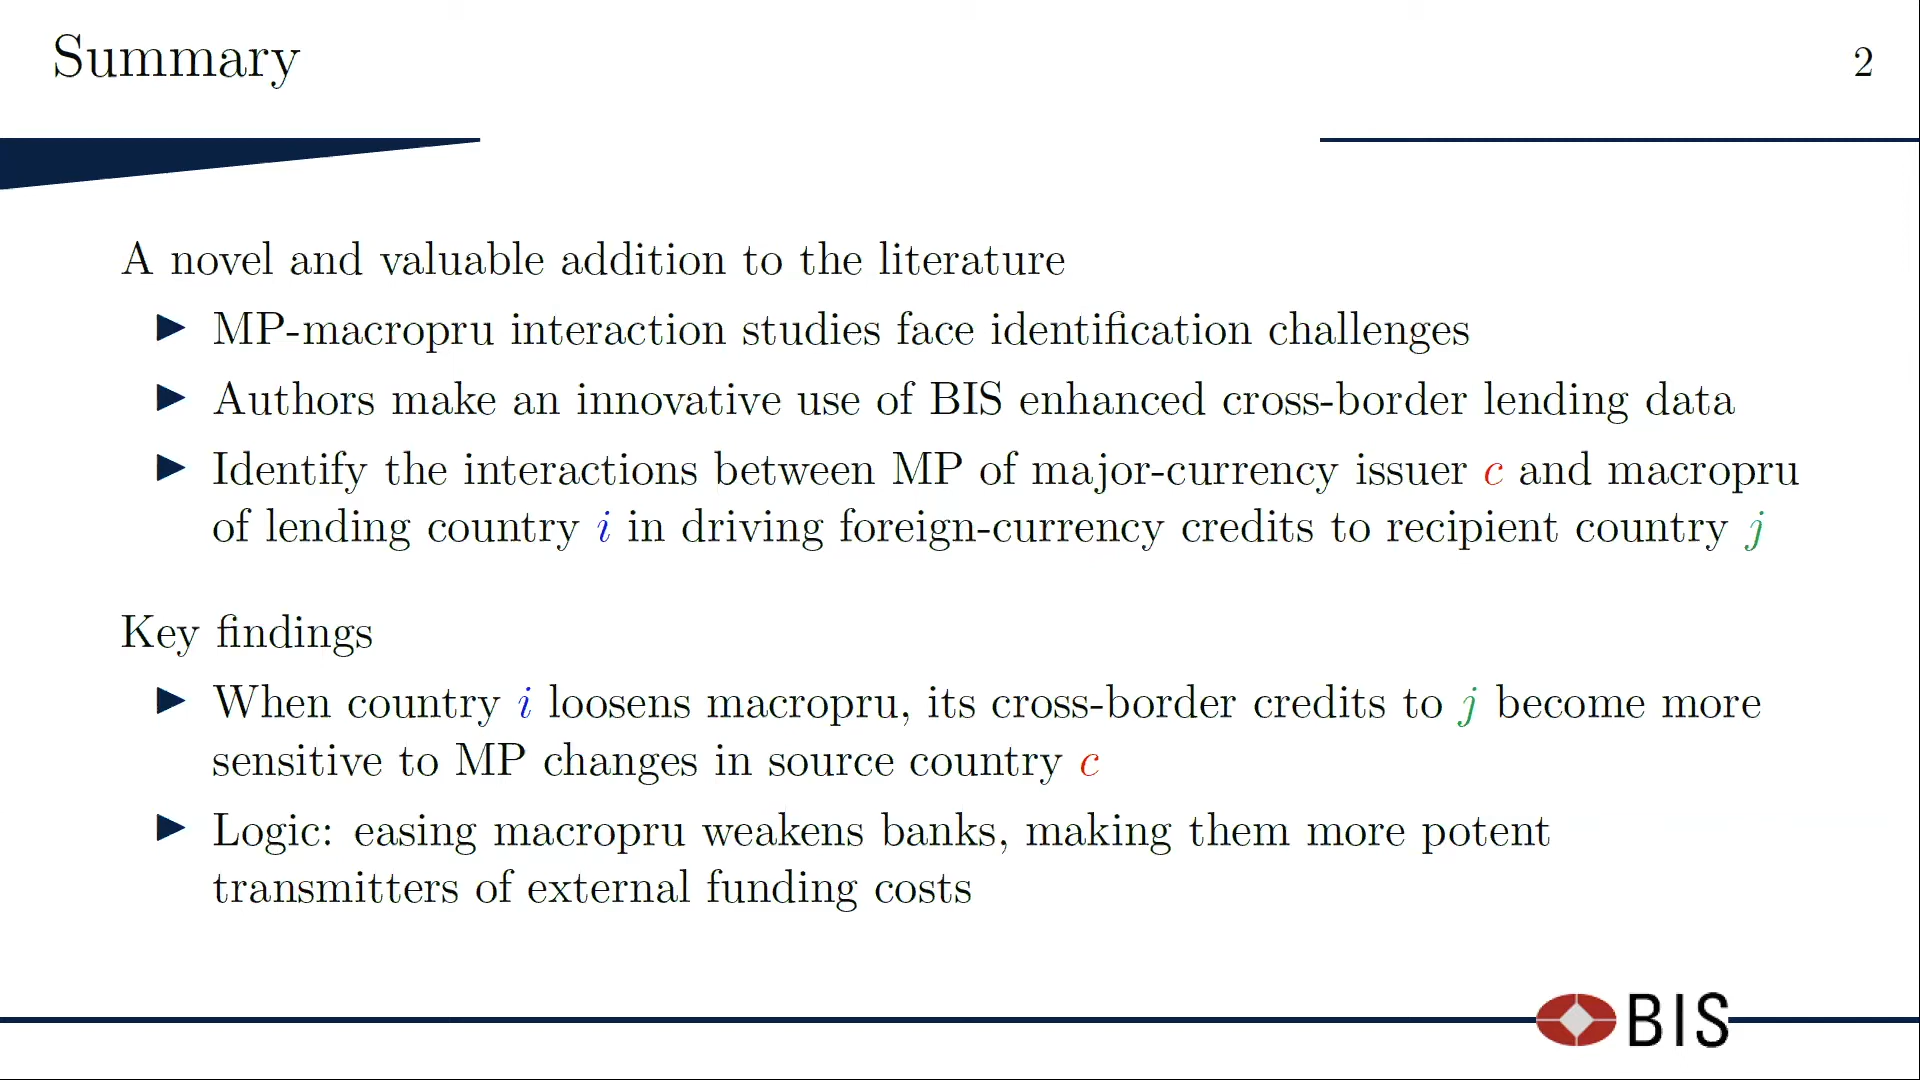 Summary
2
A novel and valuable addition to the literature
▶ MP-macropru interaction studies face identification challenges
▶ Authors make an innovative use of BIS enhanced cross-border lending data
▶ Identify the interactions between MP of major-currency issuer c and macropru
of lending country i in driving foreign-currency credits to recipient country j
Key findings
▶ When country i loosens macropru, its cross-border credits to j become more
sensitive to MP changes in source country c
▶ Logic: easing macropru weakens banks, making them more potent
transmitters of external funding costs
BIS